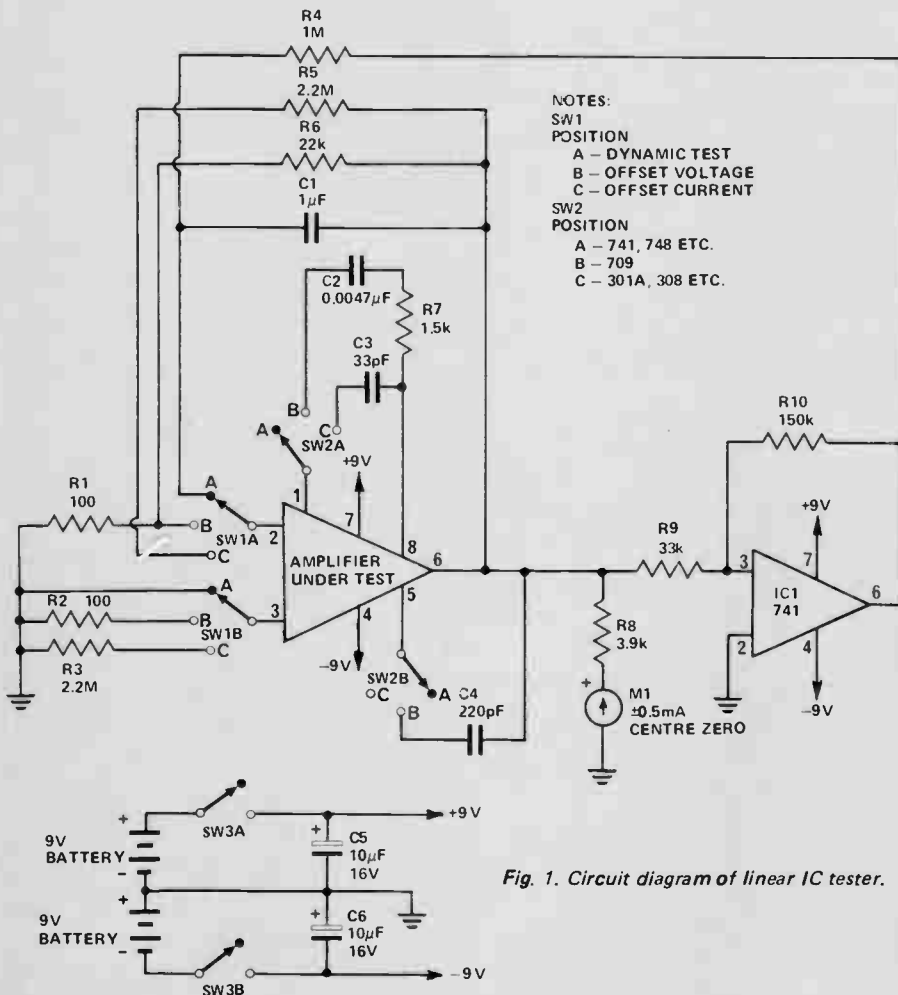 R4
1M
R5
2.2M
R6
22k
C1
1µF
NOTES:
SW1
POSITION
A – DYNAMIC TEST
B – OFFSET VOLTAGE
C – OFFSET CURRENT
SW2
POSITION
A – 741, 748 ETC.
B – 709
C – 301A, 308 ETC.
C2
0.0047µF
R7
1.5k
C3
33pF
B
C
A
SW2A
+9V
R10
150k
R1
100
A
B
SW1A
C
1
2
7
8
AMPLIFIER
UNDER TEST
6
R9
33k
+9V
3
7
IC1
741
6
2
4
–9V
R2
100
A
B
SW1B
C
3
5
4
R3
2.2M
–9V
R8
3.9k
SW2B
C
A
B
C4
220pF
+
M1
±0.5mA
CENTRE ZERO
9V
BATTERY
+
-
SW3A
+9V
+
C5
10µF
16V
9V
BATTERY
+
-
+
C6
10µF
16V
SW3B
–9V
Fig. 1. Circuit diagram of linear IC tester.